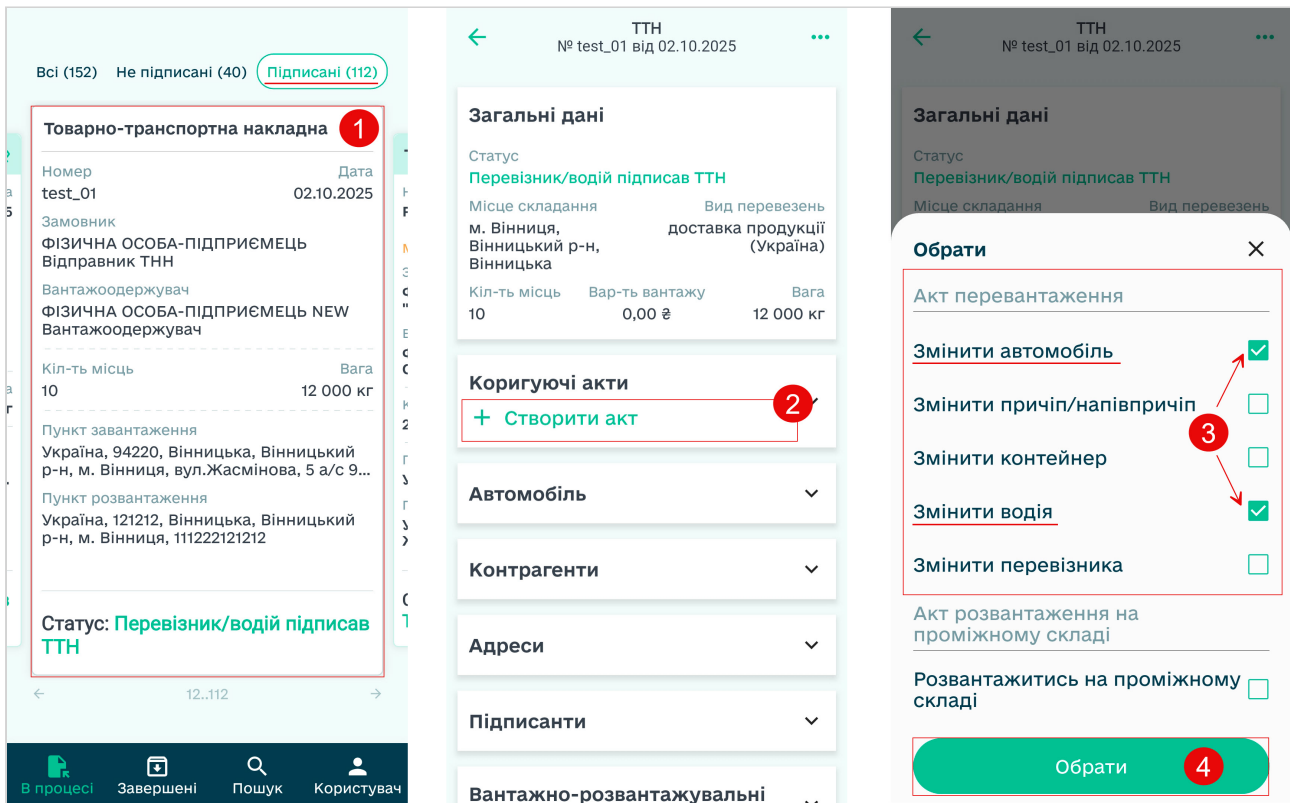 Всі (152) Не підписані (40) Підписані (112)
Товарно-транспортна накладна 1
Номер Дата
test_01 02.10.2025
Замовник
ФІЗИЧНА ОСОБА-ПІДПРИЄМЕЦЬ
Відправник ТНН
Вантажоодержувач
ФІЗИЧНА ОСОБА-ПІДПРИЄМЕЦЬ NEW
Вантажоодержувач
Кіл-ть місць Вага
10 12 000 кг
Пункт завантаження
Україна, 94220, Вінницька, Вінницький
р-н, м. Вінниця, вул.Жасмінова, 5 а/с 9...
Пункт розвантаження
Україна, 121212, Вінницька, Вінницький
р-н, м. Вінниця, 111222121212
Статус: Перевізник/водій підписав
ТТН
12..112
В процесі Завершені Пошук Користувач
ТТН
№ test_01 від 02.10.2025
Загальні дані
Статус
Перевізник/водій підписав ТТН
Місце складання Вид перевезень
м. Вінниця, доставка продукції
Вінницький р-н, (Україна)
Вінницька
Кіл-ть місць Вар-ть вантажу Вага
10 0,00 ₴ 12 000 кг
Коригуючі акти
+ Створити акт 2
Автомобіль
Контрагенти
Адреси
Підписанти
Вантажно-розвантажувальні
ТТН
№ test_01 від 02.10.2025
Загальні дані
Статус
Перевізник/водій підписав ТТН
Місце складання Вид перевезень
Обрати
Акт перевантаження
Змінити автомобіль
Змінити причіп/напівпричіп
3
Змінити контейнер
Змінити водія
Змінити перевізника
Акт розвантаження на
проміжному складі
Розвантажитись на проміжному
складі
Обрати 4